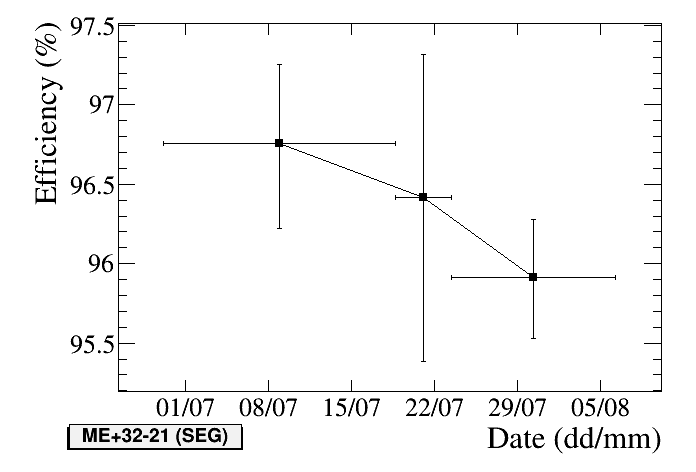 Efficiency (%)
97.5
97
96.5
96
95.5
01/07 08/07 15/07 22/07 29/07 05/08
Date (dd/mm)
ME+32-21 (SEG)